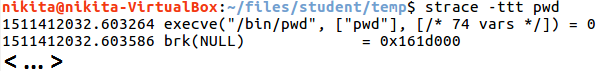 nikita@nikita-VirtualBox:~/files/student/temp$ strace -ttt pwd
1511412032.603264 execve("/bin/pwd", ["pwd"], [/* 74 vars */]) = 0
1511412032.603586 brk(NULL)               = 0x161d000
< ... >